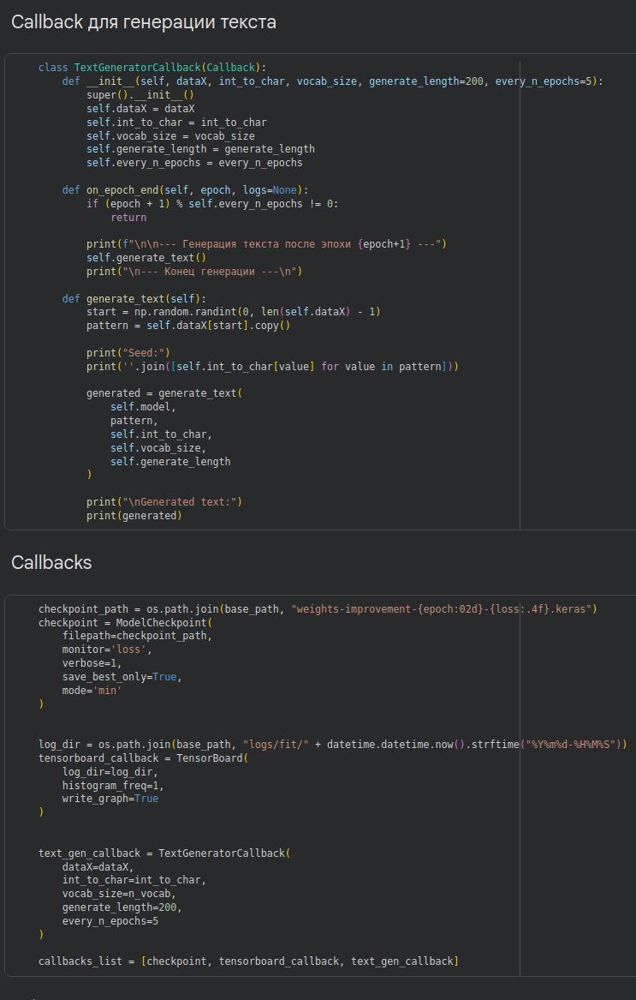 Callback для генерации текста
class TextGeneratorCallback(Callback):
    def __init__(self, dataX, int_to_char, vocab_size, generate_length=200, every_n_epochs=5):
        super().__init__()
        self.dataX = dataX
        self.int_to_char = int_to_char
        self.vocab_size = vocab_size
        self.generate_length = generate_length
        self.every_n_epochs = every_n_epochs

    def on_epoch_end(self, epoch, logs=None):
        if (epoch + 1) % self.every_n_epochs != 0:
            return

        print(f"\n\n--- Генерация текста после эпохи {epoch+1} ---")
        self.generate_text()
        print("\n--- Конец генерации ---\n")

    def generate_text(self):
        start = np.random.randint(0, len(self.dataX) - 1)
        pattern = self.dataX[start].copy()

        print("Seed:")
        print(''.join([self.int_to_char[value] for value in pattern]))

        generated = generate_text(
            self.model,
            pattern,
            self.int_to_char,
            self.vocab_size,
            self.generate_length
        )

        print("\nGenerated text:")
        print(generated)
Callbacks
checkpoint_path = os.path.join(base_path, "weights-improvement-{epoch:02d}-{loss:.4f}.keras")
checkpoint = ModelCheckpoint(
    filepath=checkpoint_path,
    monitor='loss',
    verbose=1,
    save_best_only=True,
    mode='min'
)

log_dir = os.path.join(base_path, "logs/fit/" + datetime.datetime.now().strftime("%Y%m%d-%H%M%S"))
tensorboard_callback = TensorBoard(
    log_dir=log_dir,
    histogram_freq=1,
    write_graph=True
)

text_gen_callback = TextGeneratorCallback(
    dataX=dataX,
    int_to_char=int_to_char,
    vocab_size=n_vocab,
    generate_length=200,
    every_n_epochs=5
)

callbacks_list = [checkpoint, tensorboard_callback, text_gen_callback]